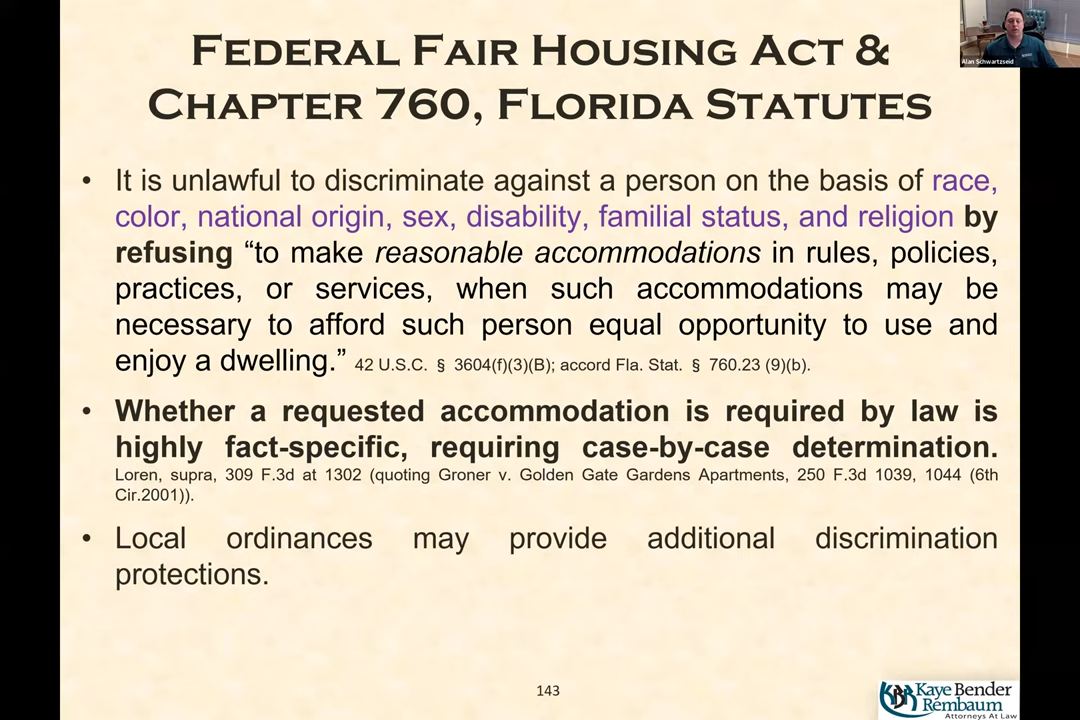 FEDERAL FAIR HOUSING ACT &
CHAPTER 760, FLORIDA STATUTES
Alan Schwartzseid
• It is unlawful to discriminate against a person on the basis of race,
color, national origin, sex, disability, familial status, and religion by
refusing “to make reasonable accommodations in rules, policies,
practices, or services, when such accommodations may be
necessary to afford such person equal opportunity to use and
enjoy a dwelling.” 42 U.S.C. § 3604(f)(3)(B); accord Fla. Stat. § 760.23 (9)(b).
• Whether a requested accommodation is required by law is
highly fact-specific, requiring case-by-case determination.
Loren, supra, 309 F.3d at 1302 (quoting Groner v. Golden Gate Gardens Apartments, 250 F.3d 1039, 1044 (6th
Cir.2001)).
• Local ordinances may provide additional discrimination
protections.
143
KBR Kaye Bender
Rembaum
Attorneys At Law